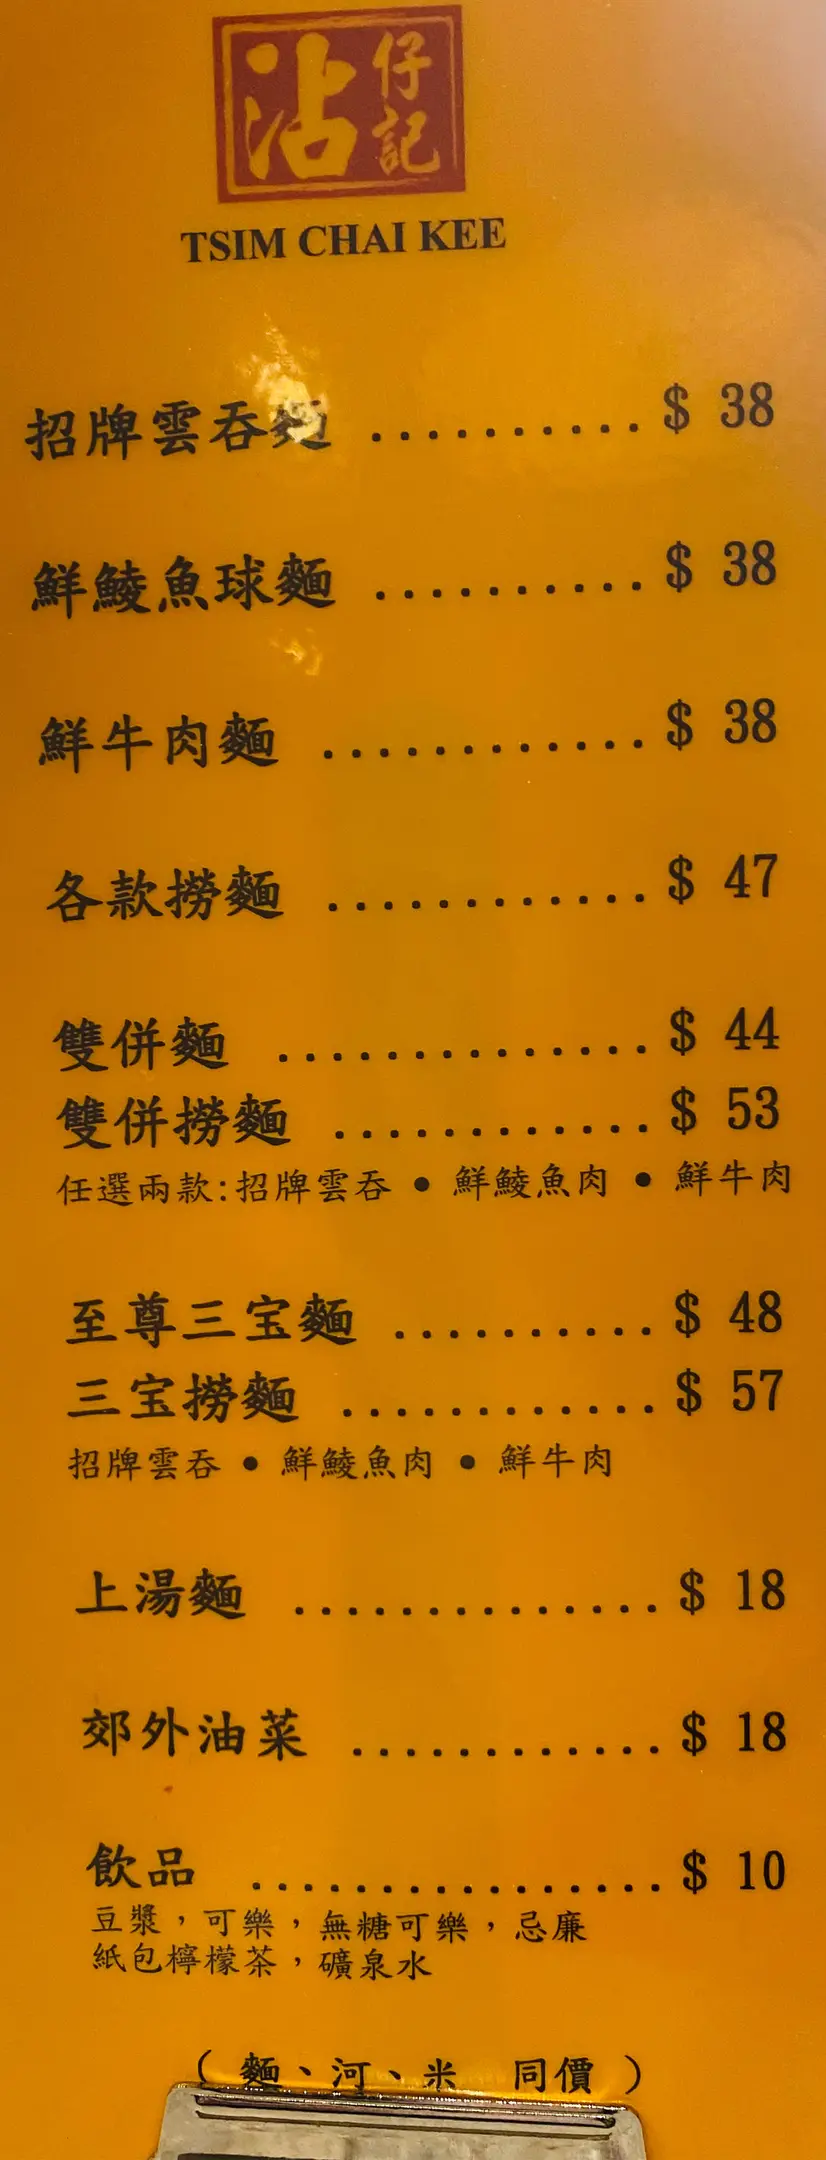 沾仔記
TSIM CHAI KEE
招牌雲吞麵 .......... $ 38
鮮鯪魚球麵 .......... $ 38
鮮牛肉麵 ............ $ 38
各款撈麵 ............ $ 47
雙併麵 .............. $ 44
雙併撈麵 ............ $ 53
任選兩款:招牌雲吞 • 鮮鯪魚肉 • 鮮牛肉
至尊三宝麵 .......... $ 48
三宝撈麵 ............ $ 57
招牌雲吞 • 鮮鯪魚肉 • 鮮牛肉
上湯麵 .............. $ 18
郊外油菜 ............ $ 18
飲品 ................ $ 10
豆漿，可樂，無糖可樂，忌廉
紙包檸檬茶，礦泉水
( 麵、河、米 同價 )